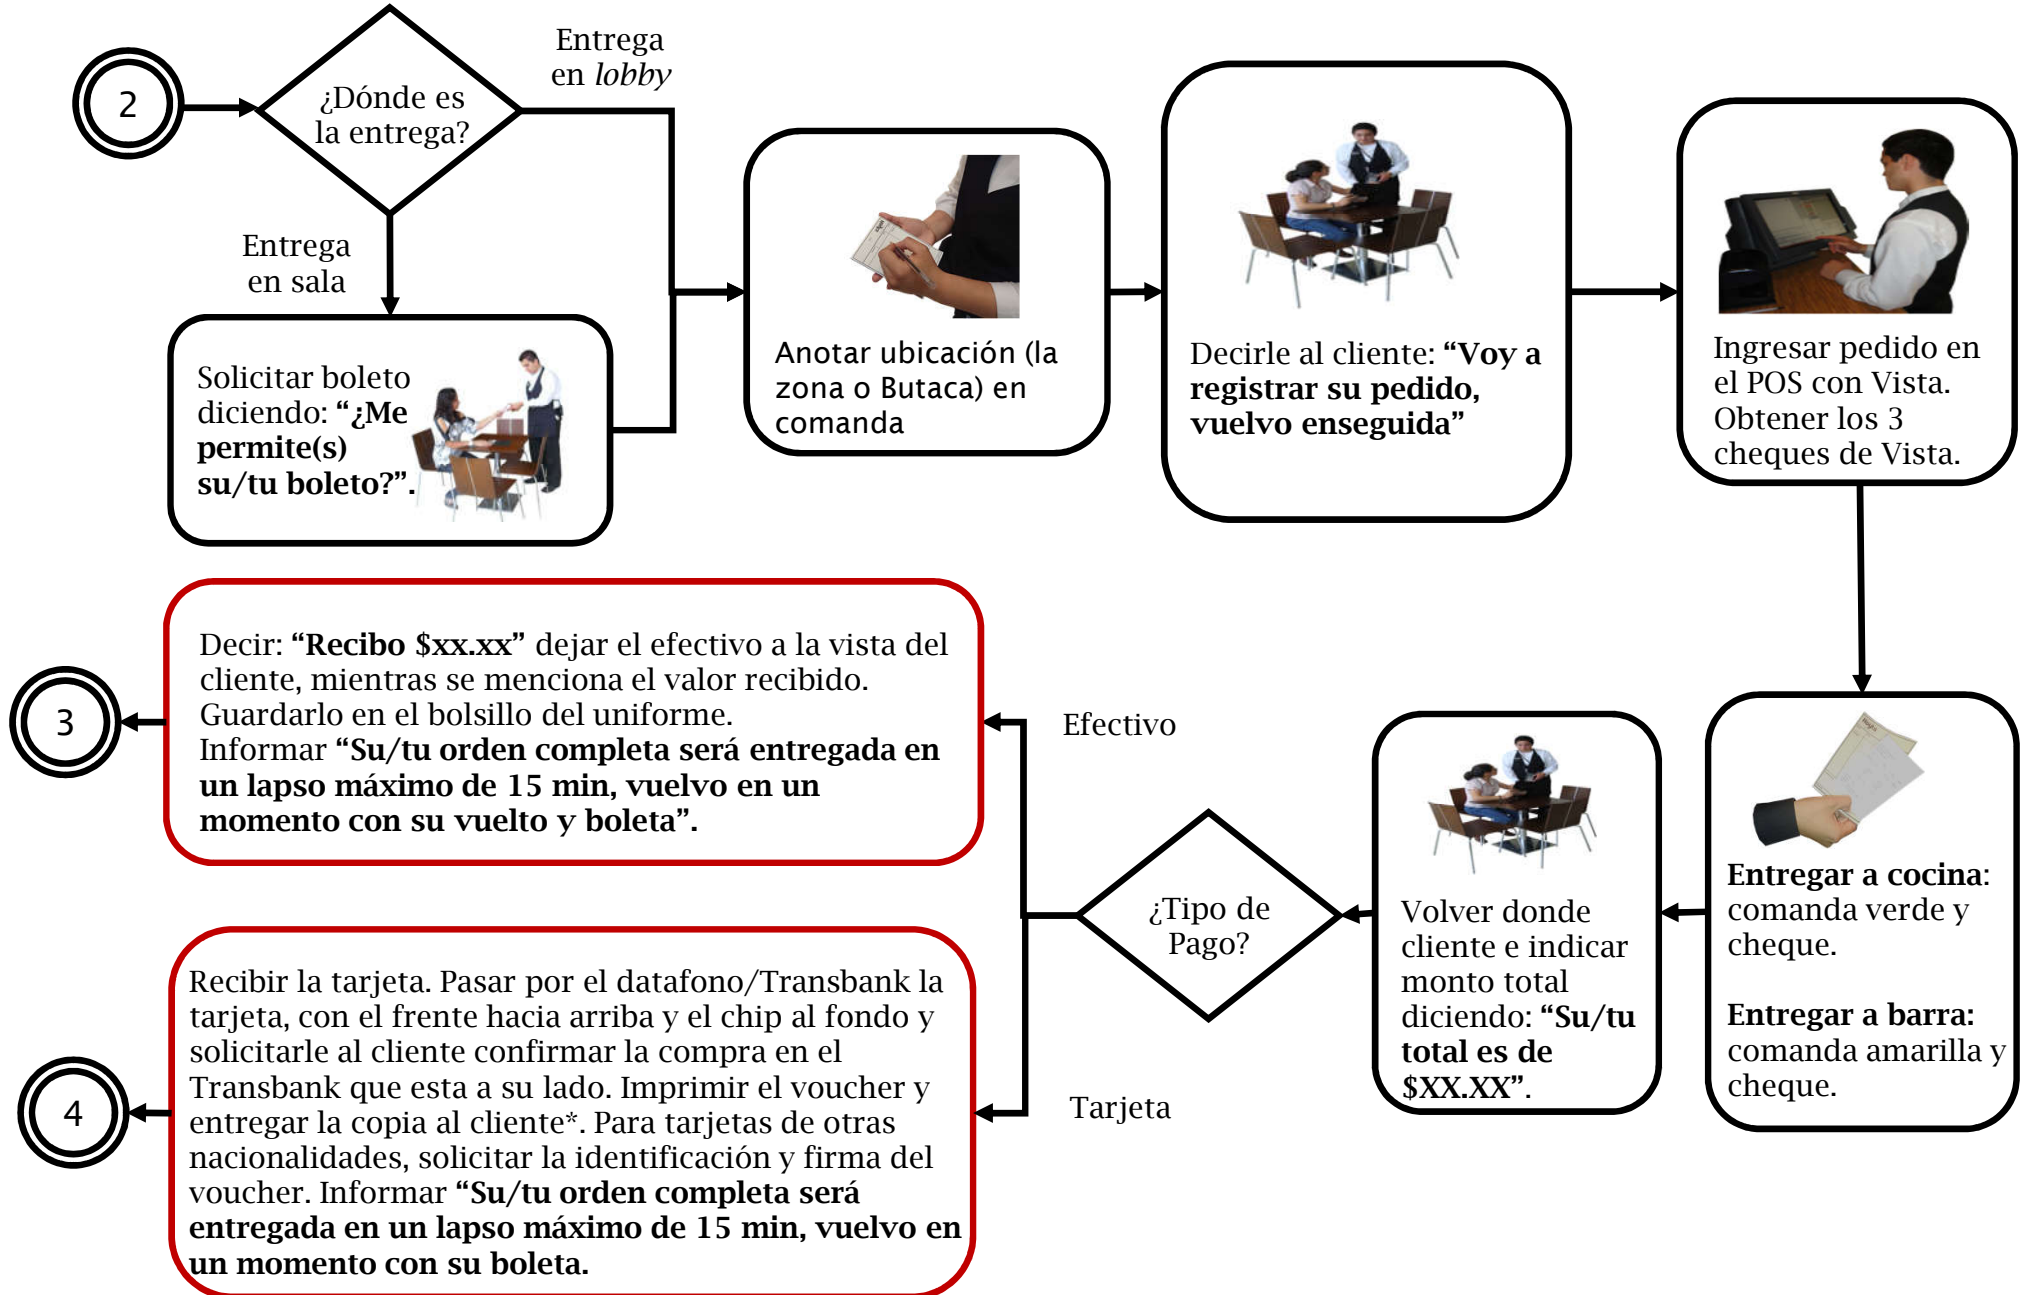 2
¿Dónde es
la entrega?
Entrega
en lobby
Entrega
en sala
Solicitar boleto
diciendo: “¿Me
permite(s)
su/tu boleto?”.
Anotar ubicación (la
zona o Butaca) en
comanda
Decirle al cliente: “Voy a
registrar su pedido,
vuelvo enseguida”
Ingresar pedido en
el POS con Vista.
Obtener los 3
cheques de Vista.
Entregar a cocina:
comanda verde y
cheque.
Entregar a barra:
comanda amarilla y
cheque.
Volver donde
cliente e indicar
monto total
diciendo: “Su/tu
total es de
$XX.XX”.
¿Tipo de
Pago?
Efectivo
Decir: “Recibo $xx.xx” dejar el efectivo a la vista del
cliente, mientras se menciona el valor recibido.
Guardarlo en el bolsillo del uniforme.
Informar “Su/tu orden completa será entregada en
un lapso máximo de 15 min, vuelvo en un
momento con su vuelto y boleta”.
3
Tarjeta
Recibir la tarjeta. Pasar por el datafono/Transbank la
tarjeta, con el frente hacia arriba y el chip al fondo y
solicitarle al cliente confirmar la compra en el
Transbank que esta a su lado. Imprimir el voucher y
entregar la copia al cliente*. Para tarjetas de otras
nacionalidades, solicitar la identificación y firma del
voucher. Informar “Su/tu orden completa será
entregada en un lapso máximo de 15 min, vuelvo en
un momento con su boleta.
4